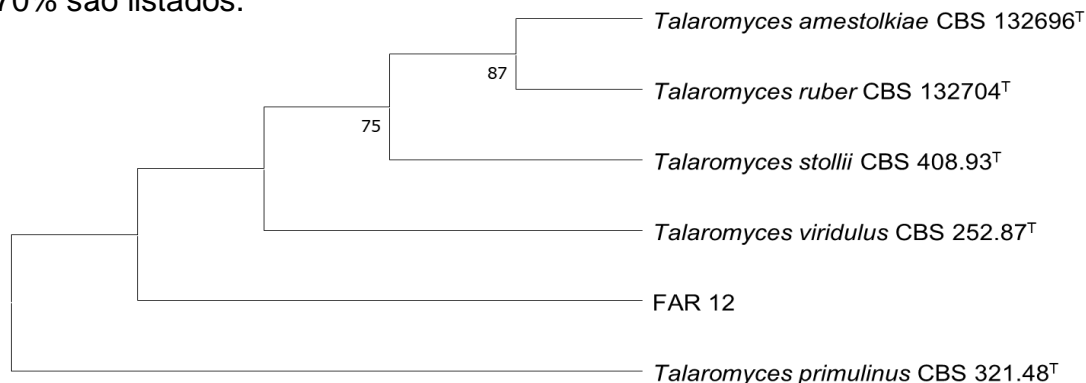 70% são listados.
Talaromyces amestolkiae CBS 132696ᵀ
87
Talaromyces ruber CBS 132704ᵀ
75
Talaromyces stollii CBS 408.93ᵀ
Talaromyces viridulus CBS 252.87ᵀ
FAR 12
Talaromyces primulinus CBS 321.48ᵀ